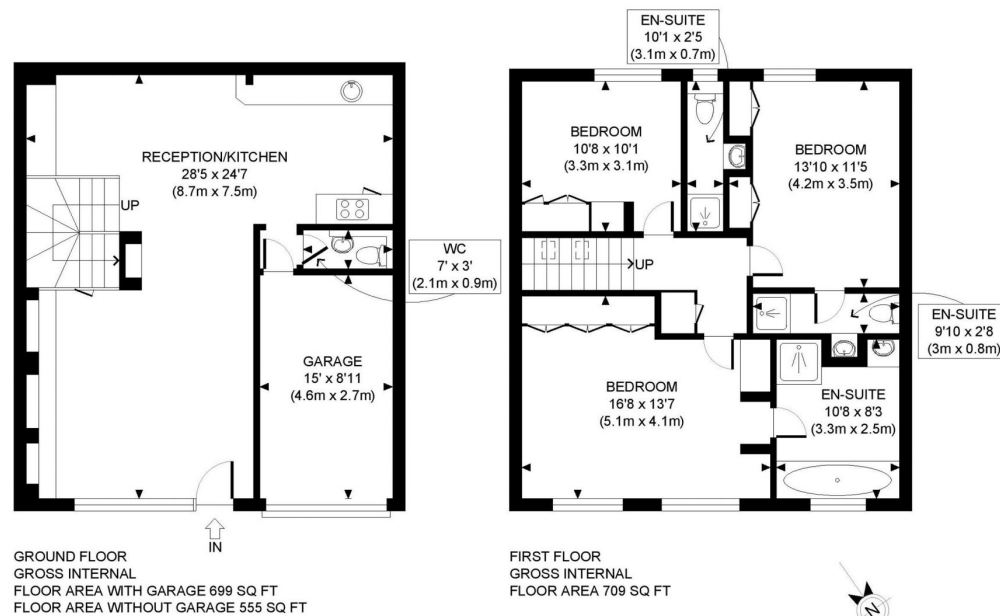 RECEPTION/KITCHEN
28'5 x 24'7
(8.7m x 7.5m)
UP
WC
7' x 3'
(2.1m x 0.9m)
GARAGE
15' x 8'11
(4.6m x 2.7m)
IN
GROUND FLOOR
GROSS INTERNAL
FLOOR AREA WITH GARAGE 699 SQ FT
FLOOR AREA WITHOUT GARAGE 555 SQ FT
EN-SUITE
10'1 x 2'5
(3.1m x 0.7m)
BEDROOM
10'8 x 10'1
(3.3m x 3.1m)
BEDROOM
13'10 x 11'5
(4.2m x 3.5m)
UP
EN-SUITE
9'10 x 2'8
(3m x 0.8m)
BEDROOM
16'8 x 13'7
(5.1m x 4.1m)
EN-SUITE
10'8 x 8'3
(3.3m x 2.5m)
FIRST FLOOR
GROSS INTERNAL
FLOOR AREA 709 SQ FT
N